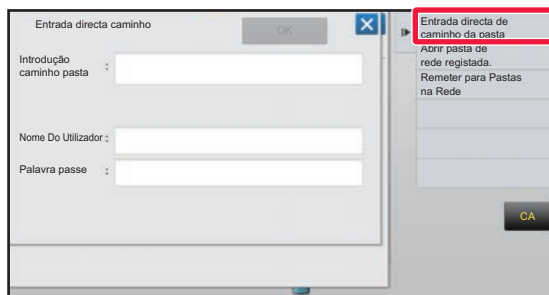 Entrada directa caminho
OK
Introdução
caminho pasta :
Nome Do Utilizador :
Palavra passe :
Entrada directa de
caminho da pasta
Abrir pasta de
rede registada.
Remeter para Pastas
na Rede
CA